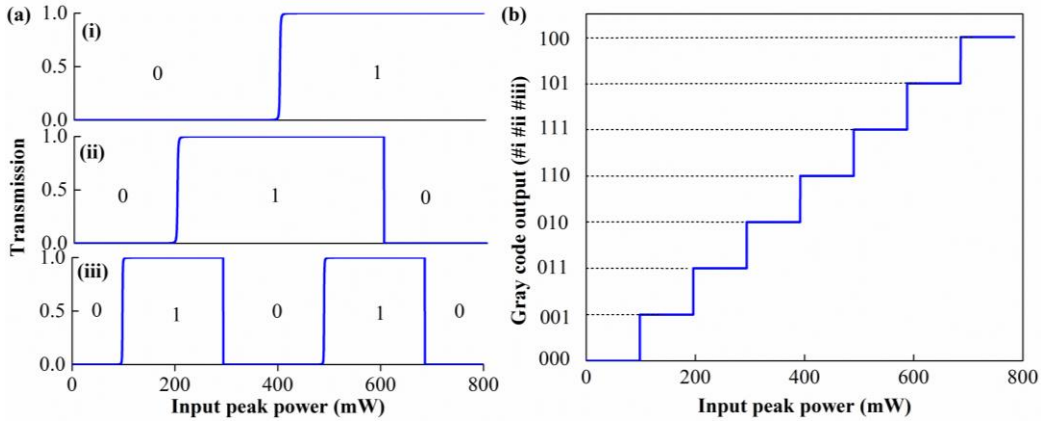 (a)
1.0
(i)
0.5
0
1
0.0
1.0
(ii)
0.5
0
1
0
0.0
1.0
(iii)
0
1
0
1
0
0.5
0.0
0 200 400 600 800
Input peak power (mW)
Transmission
(b)
100
101
111
110
010
011
001
000
0 200 400 600 800
Input peak power (mW)
Gray code output (#i #ii #iii)